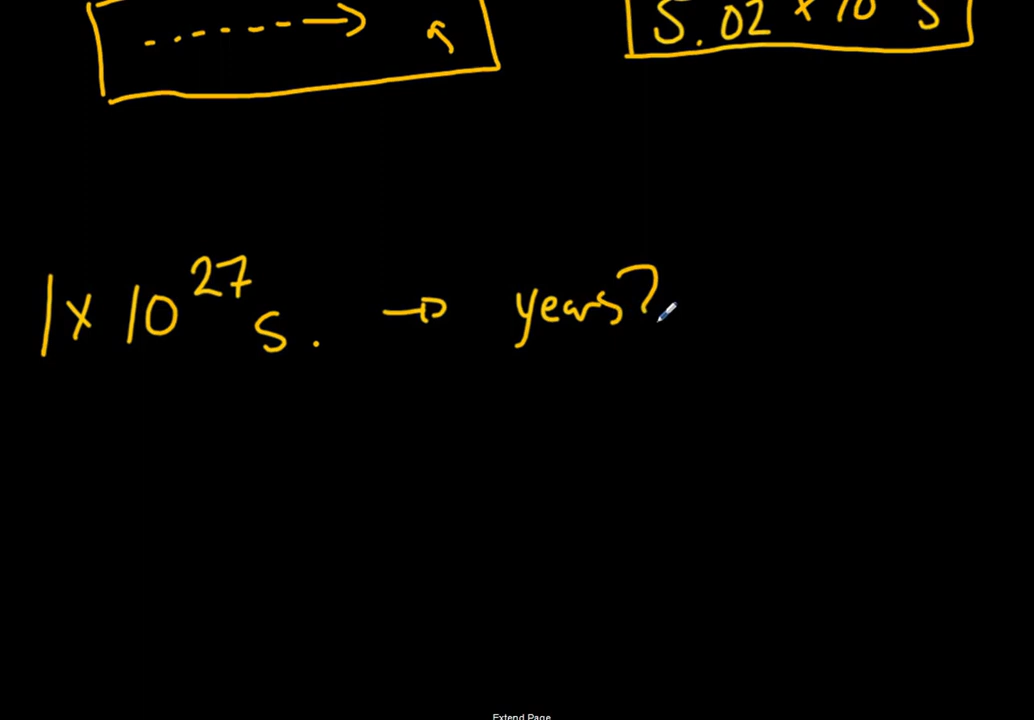 5.02 × 10 s
1 × 10²⁷ s. → years?
Extend Page